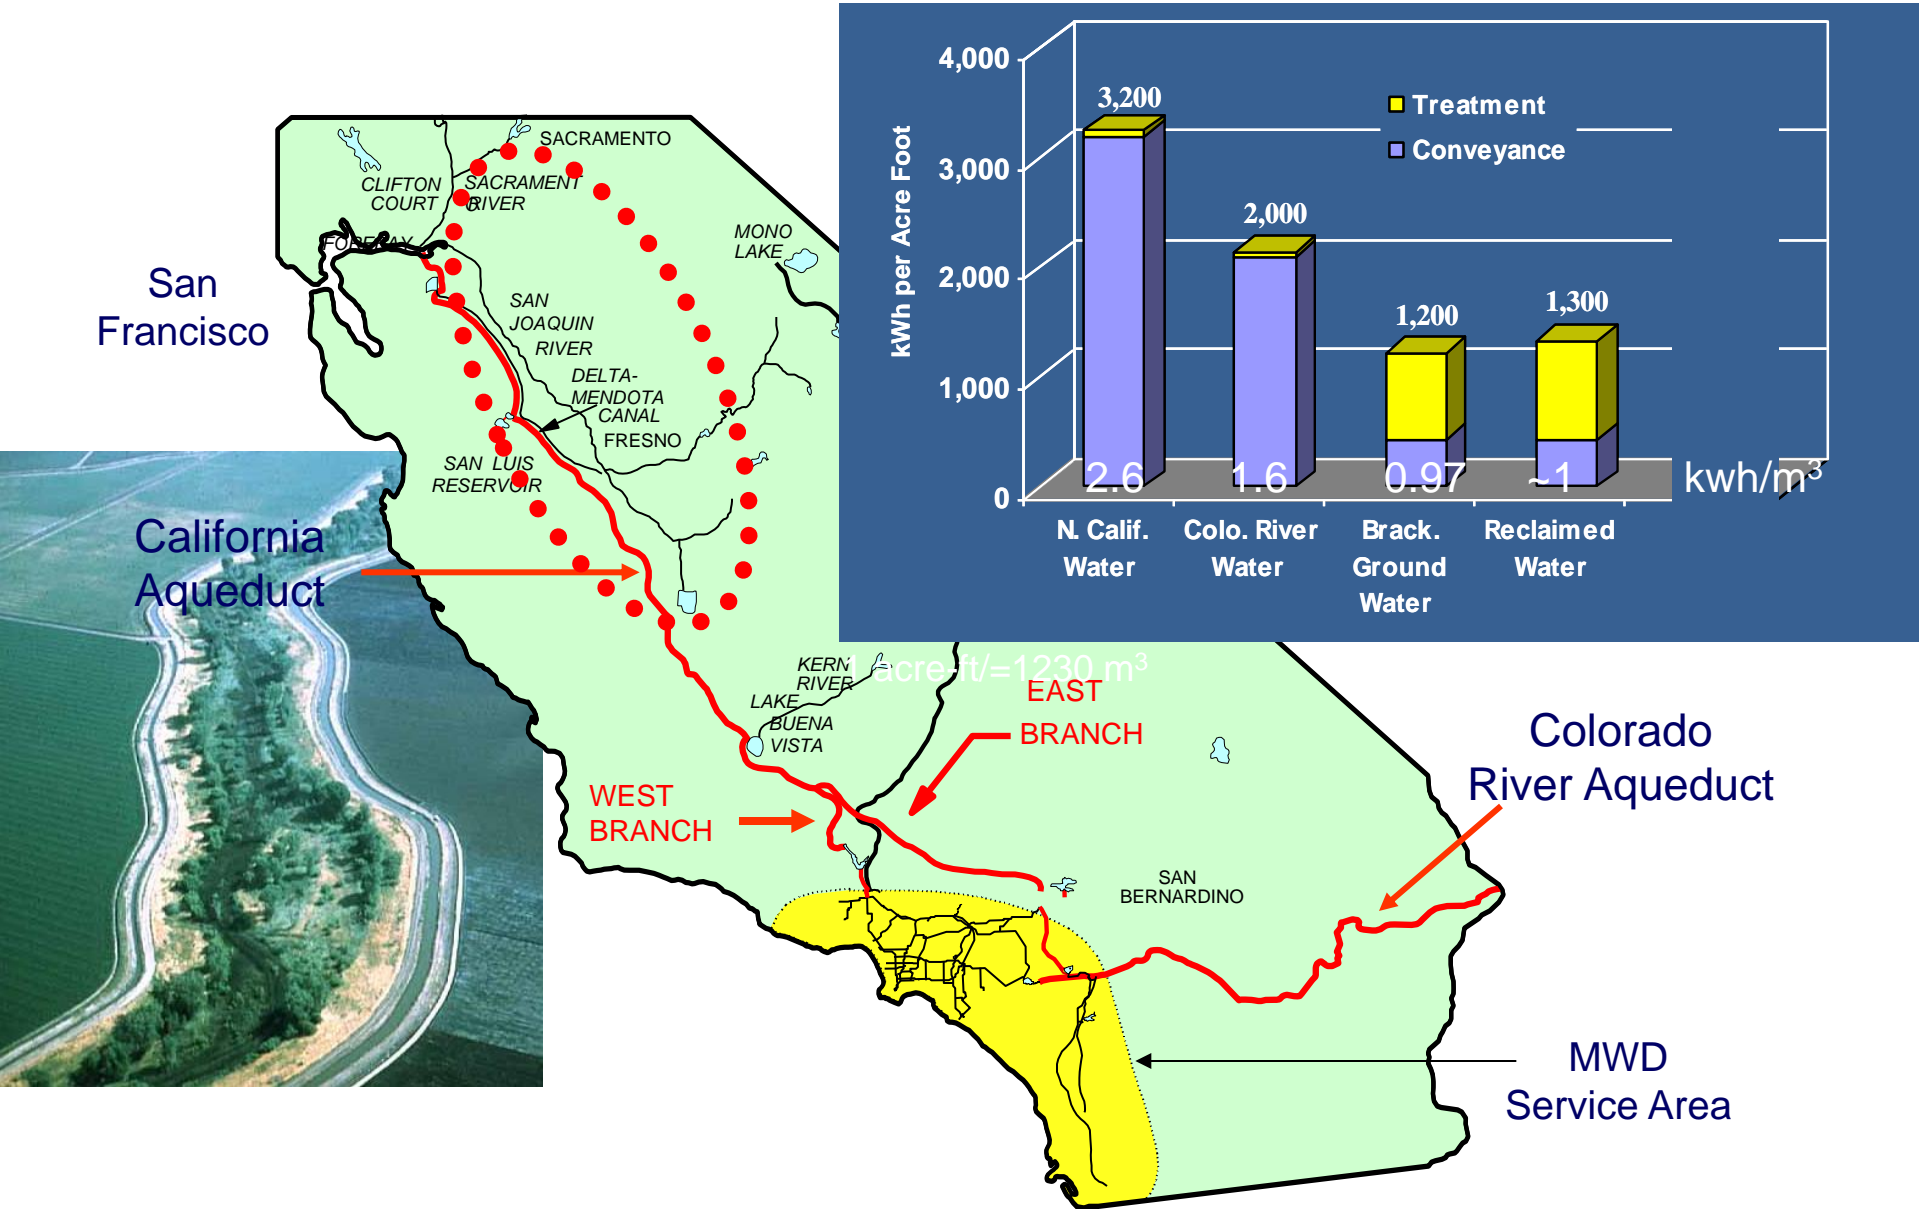 4,000
3,000
2,000
1,000
0
kWh per Acre Foot
3,200
2,000
1,200
1,300
Treatment
Conveyance
2.6
1.6
0.97
~1
kwh/m³
N. Calif.
Water
Colo. River
Water
Brack.
Ground
Water
Reclaimed
Water
1 acre-ft/=1230 m³
SACRAMENTO
CLIFTON
COURT
FOREBAY
SACRAMENT
O
RIVER
MONO
LAKE
San
Francisco
SAN
JOAQUIN
RIVER
DELTA-
MENDOTA
CANAL
FRESNO
SAN LUIS
RESERVOIR
California
Aqueduct
KERN
RIVER
LAKE
BUENA
VISTA
EAST
BRANCH
WEST
BRANCH
Colorado
River Aqueduct
SAN
BERNARDINO
MWD
Service Area